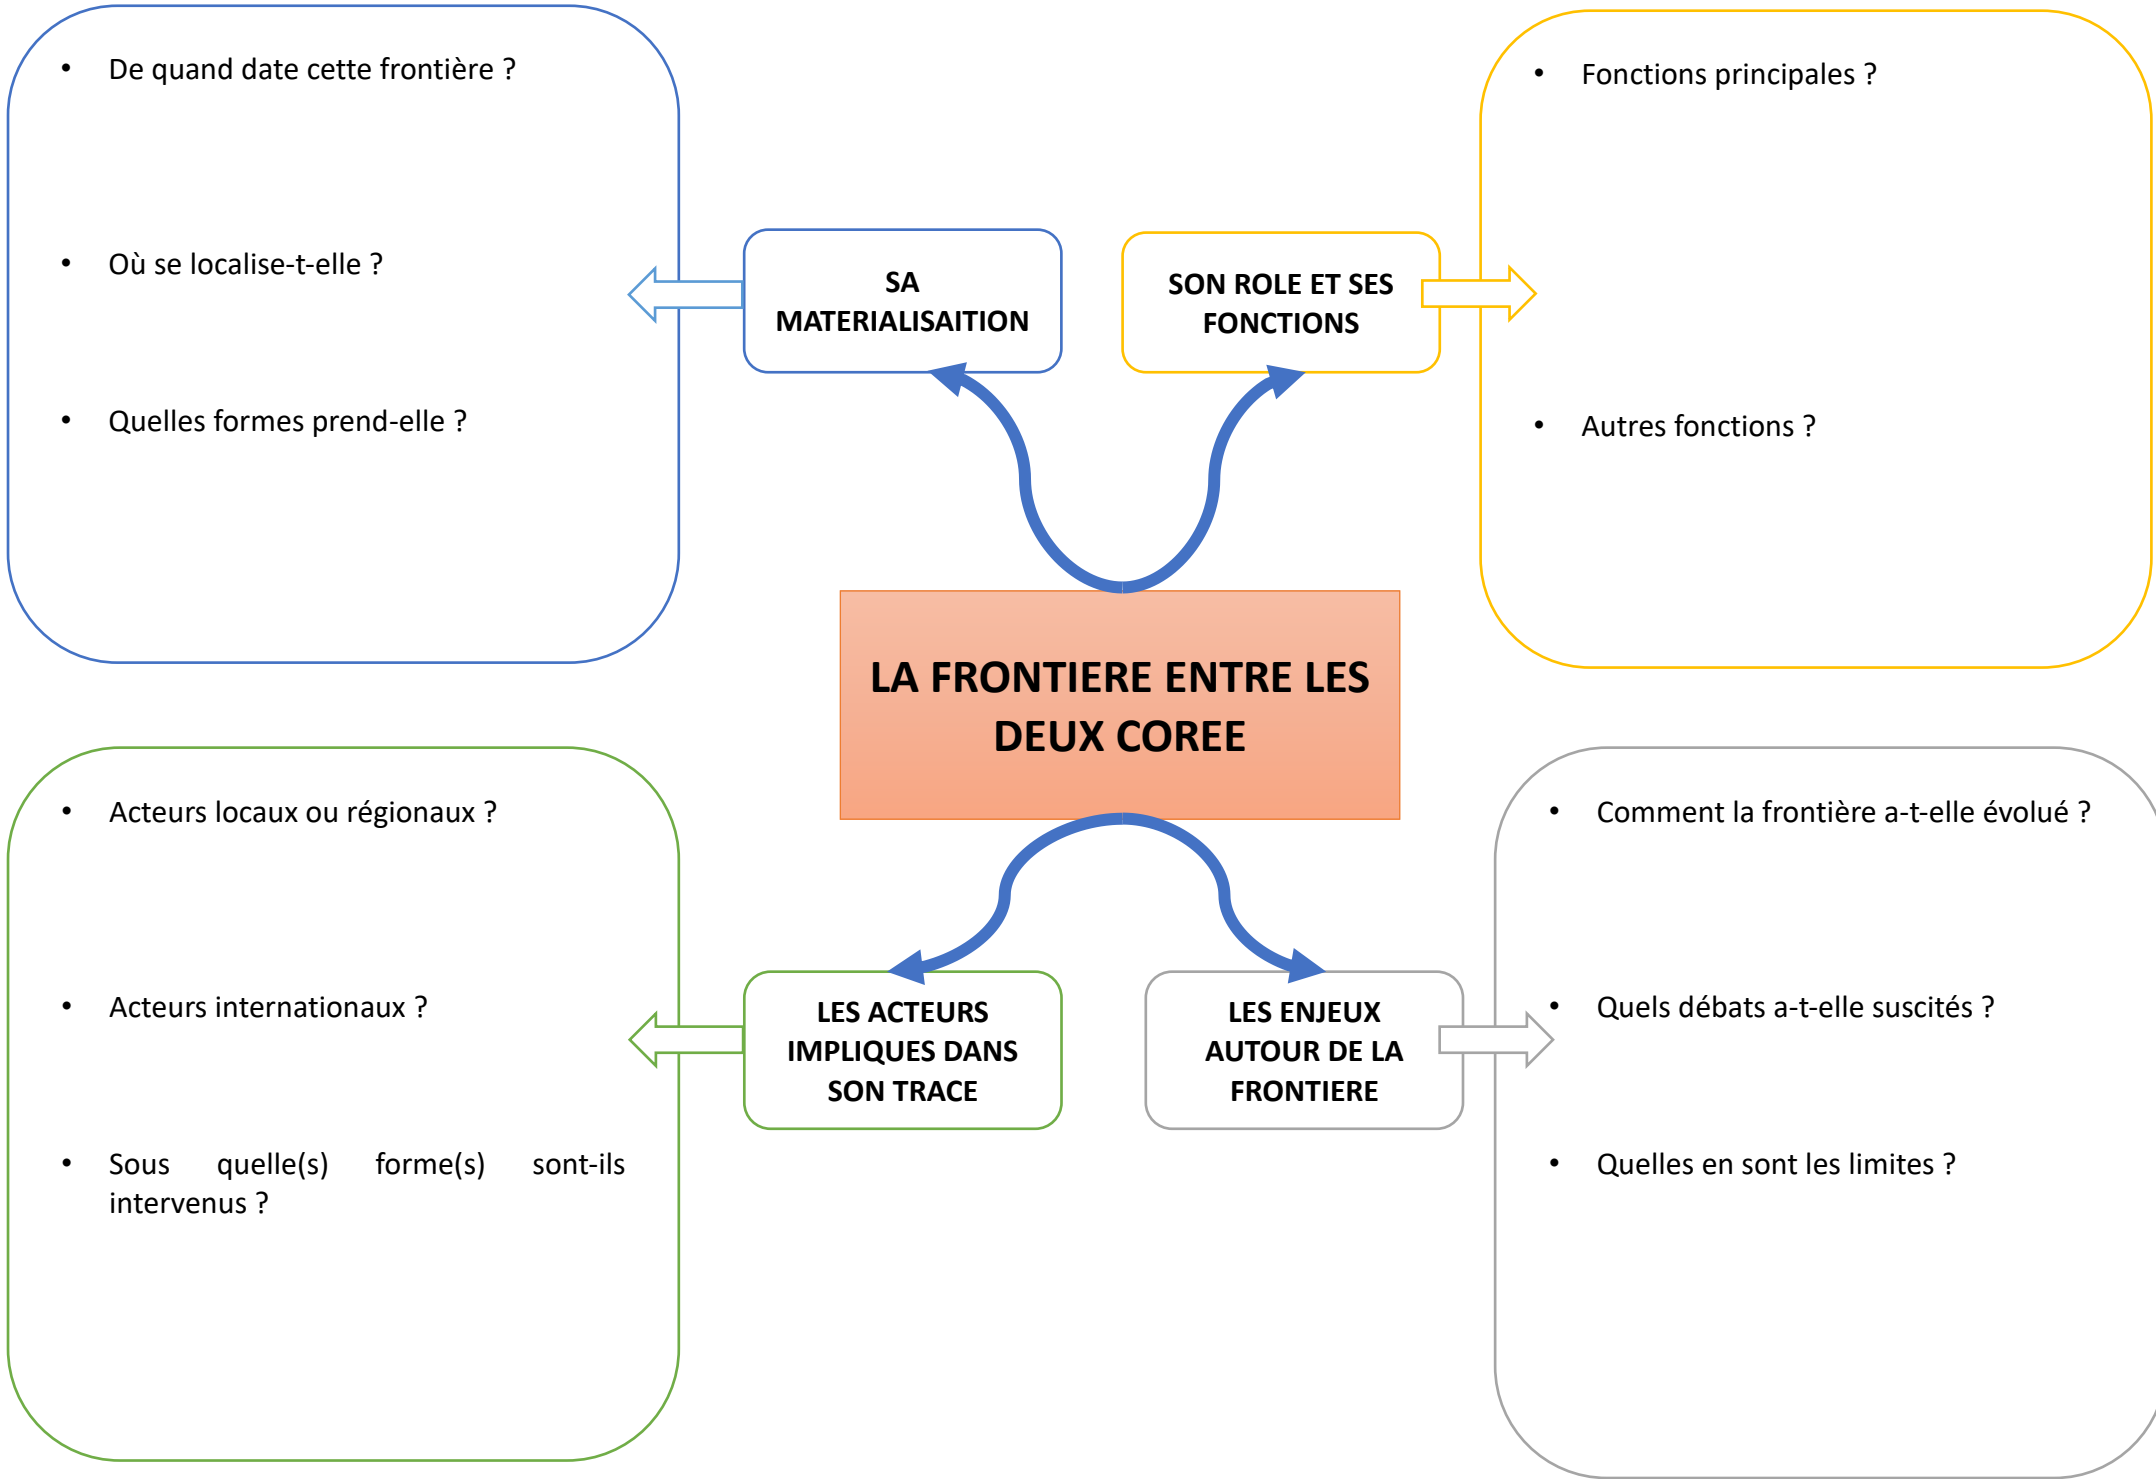 • De quand date cette frontière ?
• Où se localise-t-elle ?
• Quelles formes prend-elle ?
SA
MATERIALISAITION
SON ROLE ET SES
FONCTIONS
• Fonctions principales ?
• Autres fonctions ?
LA FRONTIERE ENTRE LES
DEUX COREE
• Acteurs locaux ou régionaux ?
• Acteurs internationaux ?
• Sous quelle(s) forme(s) sont-ils
intervenus ?
LES ACTEURS
IMPLIQUES DANS
SON TRACE
LES ENJEUX
AUTOUR DE LA
FRONTIERE
• Comment la frontière a-t-elle évolué ?
• Quels débats a-t-elle suscités ?
• Quelles en sont les limites ?